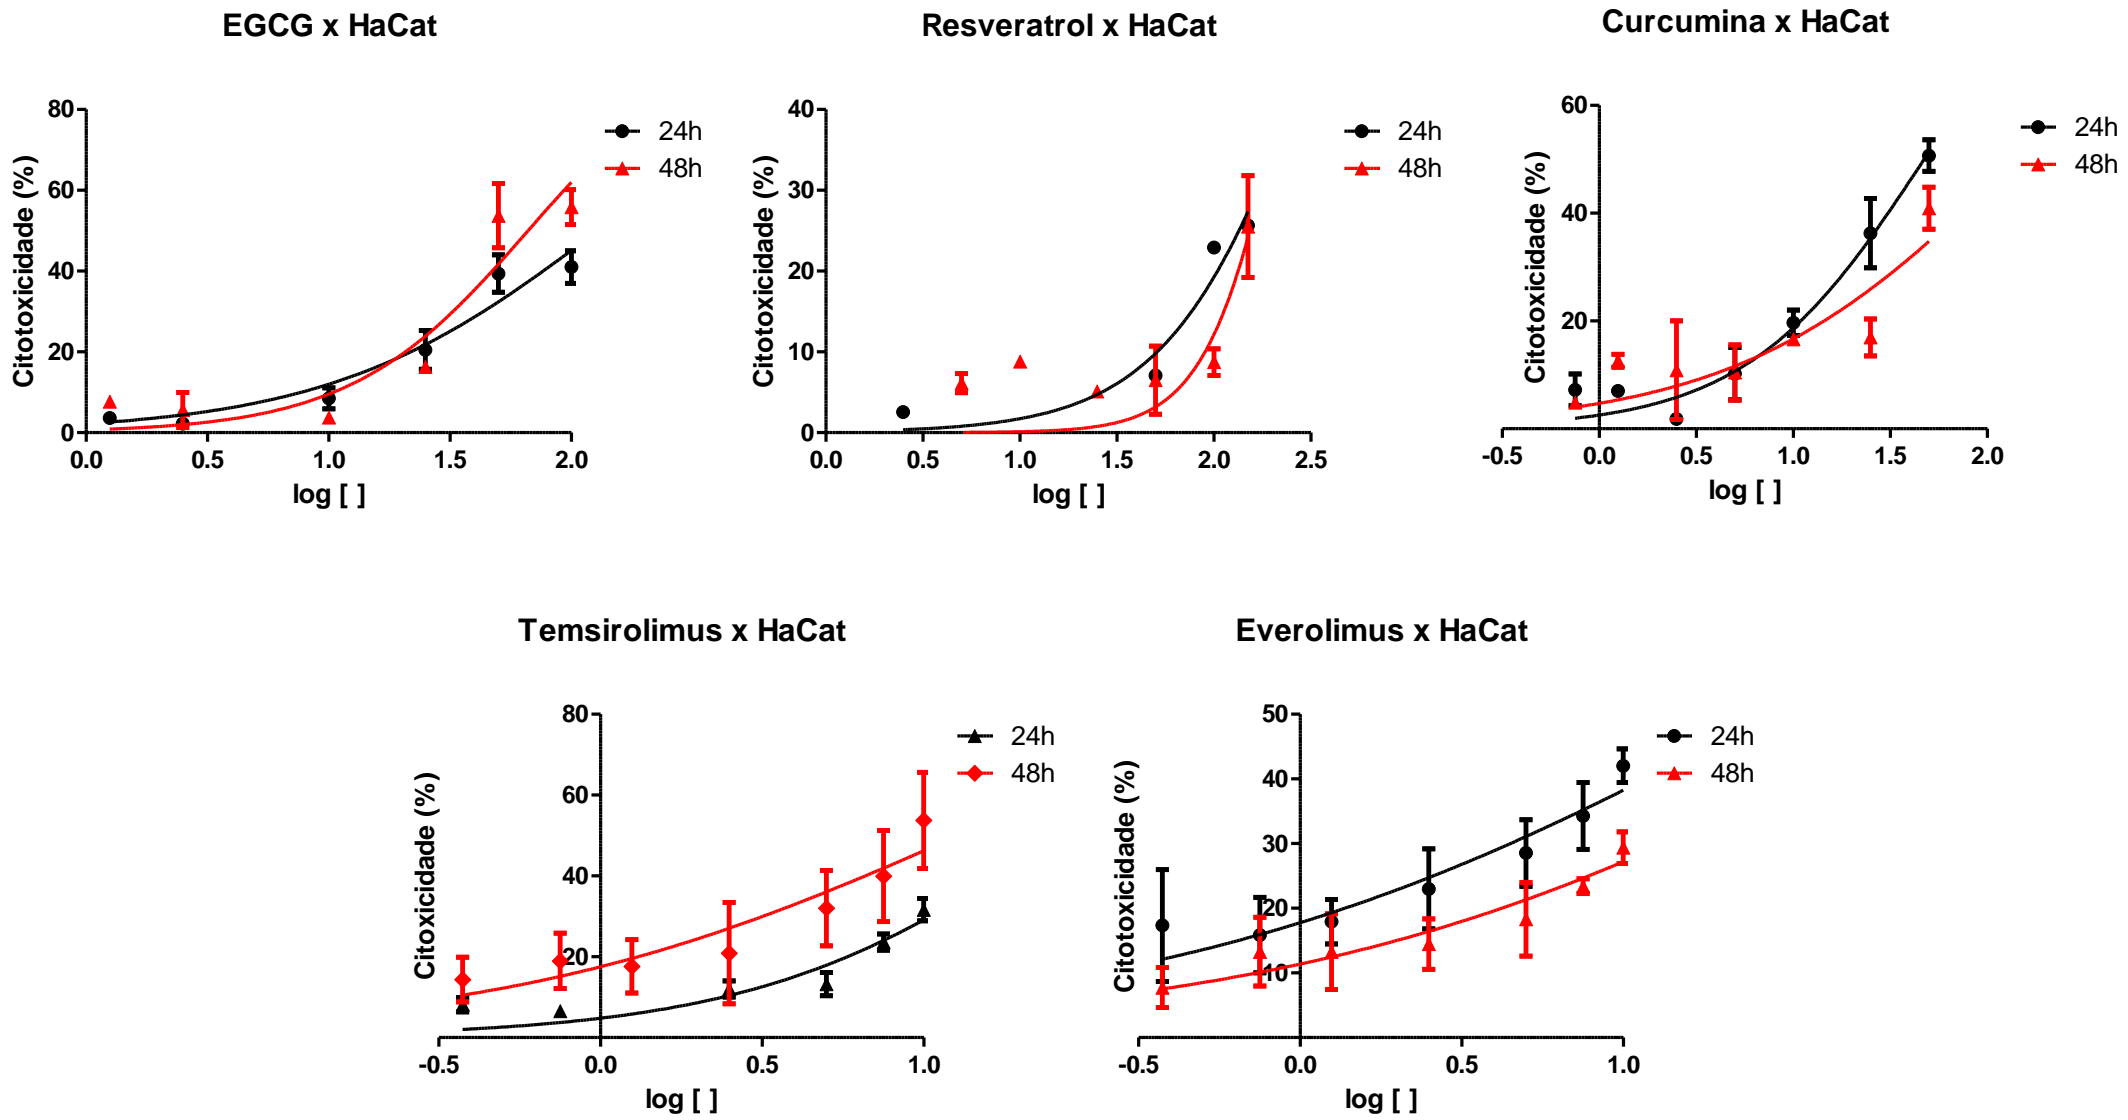 EGCG x HaCat
80
60
40
20
0
0.0 0.5 1.0 1.5 2.0
Citotoxicidade (%)
log [ ]
24h
48h
Resveratrol x HaCat
40
30
20
10
0
0.0 0.5 1.0 1.5 2.0 2.5
Citotoxicidade (%)
log [ ]
24h
48h
Curcumina x HaCat
60
40
20
-0.5 0.0 0.5 1.0 1.5 2.0
Citotoxicidade (%)
log [ ]
24h
48h
Temsirolimus x HaCat
80
60
40
20
-0.5 0.0 0.5 1.0
Citoxicidade (%)
log [ ]
24h
48h
Everolimus x HaCat
50
40
30
20
10
-0.5 0.0 0.5 1.0
Citotoxicidade (%)
log [ ]
24h
48h